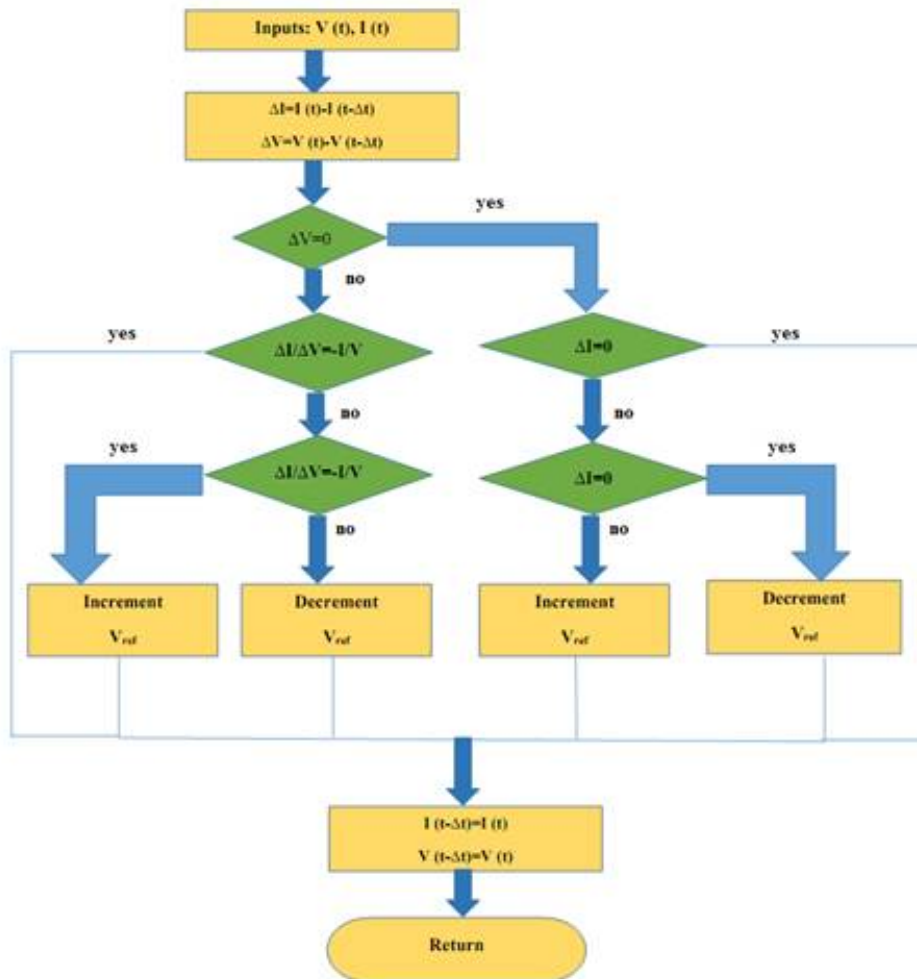 Inputs: V (t), I (t)
ΔI=I (t)-I (t-Δt)
ΔV=V (t)-V (t-Δt)
yes
ΔV=0
no
yes
ΔI/ΔV=-I/V
ΔI=0
yes
no
no
yes
ΔI/ΔV=-I/V
ΔI=0
yes
no
no
Increment
Vref
Decrement
Vref
Increment
Vref
Decrement
Vref
I (t-Δt)=I (t)
V (t-Δt)=V (t)
Return